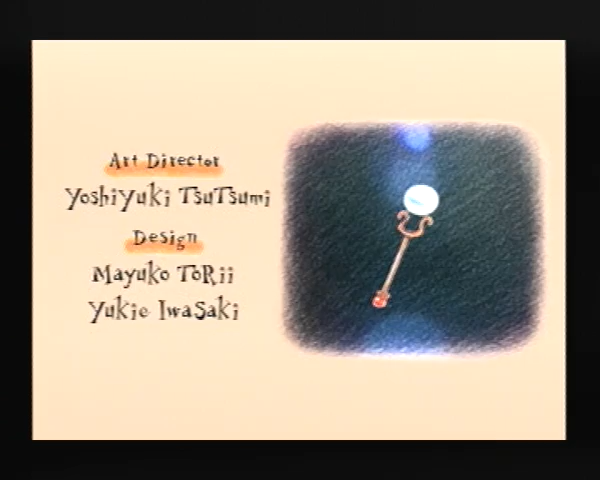 Art Director
Yoshiyuki TsuTsumi
Design
Mayuko ToRii
Yukie IwaSaki